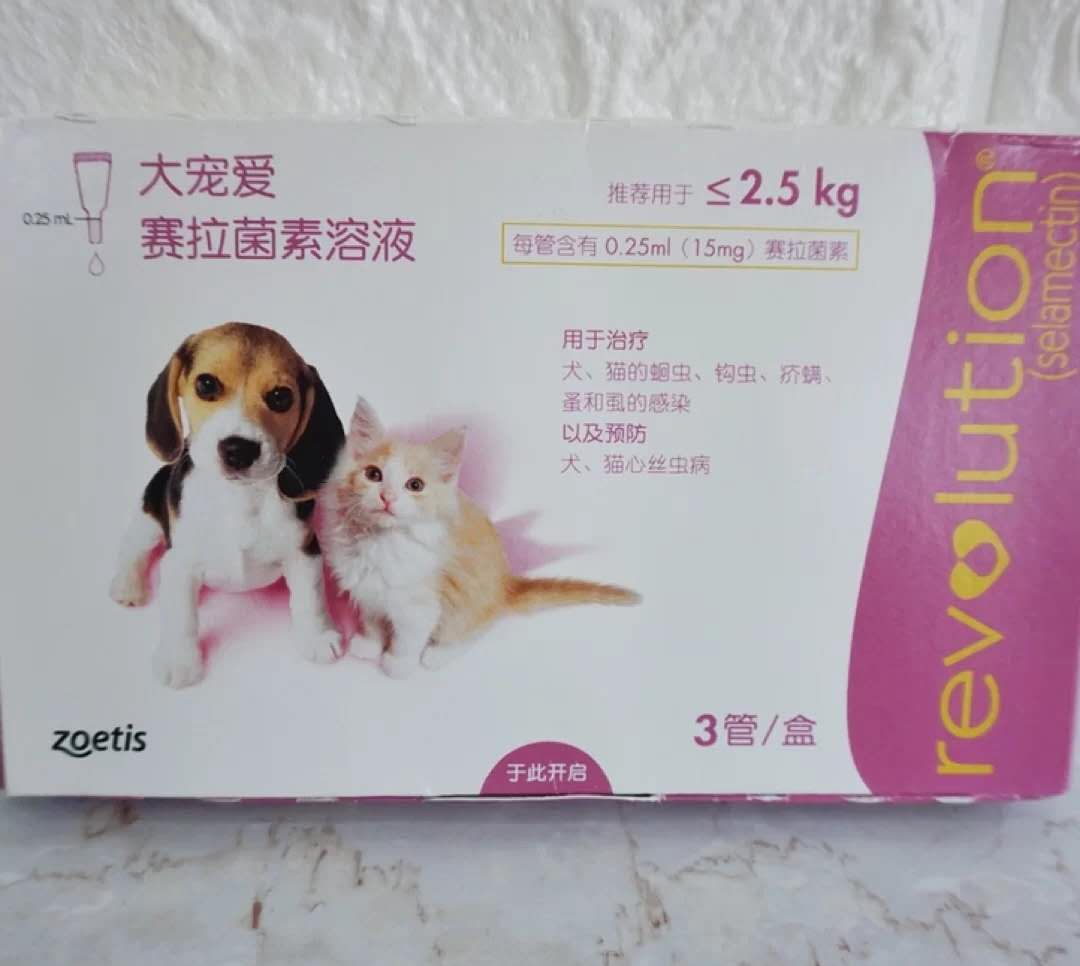 0.25 mL
大宠爱
赛拉菌素溶液
推荐用于 ≤2.5 kg
每管含有 0.25ml（15mg）赛拉菌素
用于治疗
犬、猫的蛔虫、钩虫、疥螨、
蚤和虱的感染
以及预防
犬、猫心丝虫病
zoetis
3管/盒
于此开启
revolution®
(selamectin)